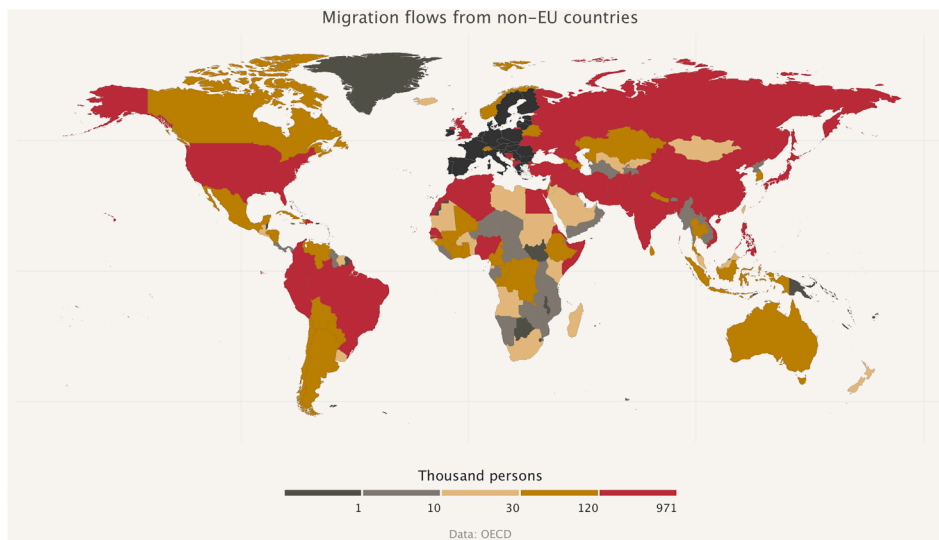 Migration flows from non-EU countries
Thousand persons
1 10 30 120 971
Data: OECD